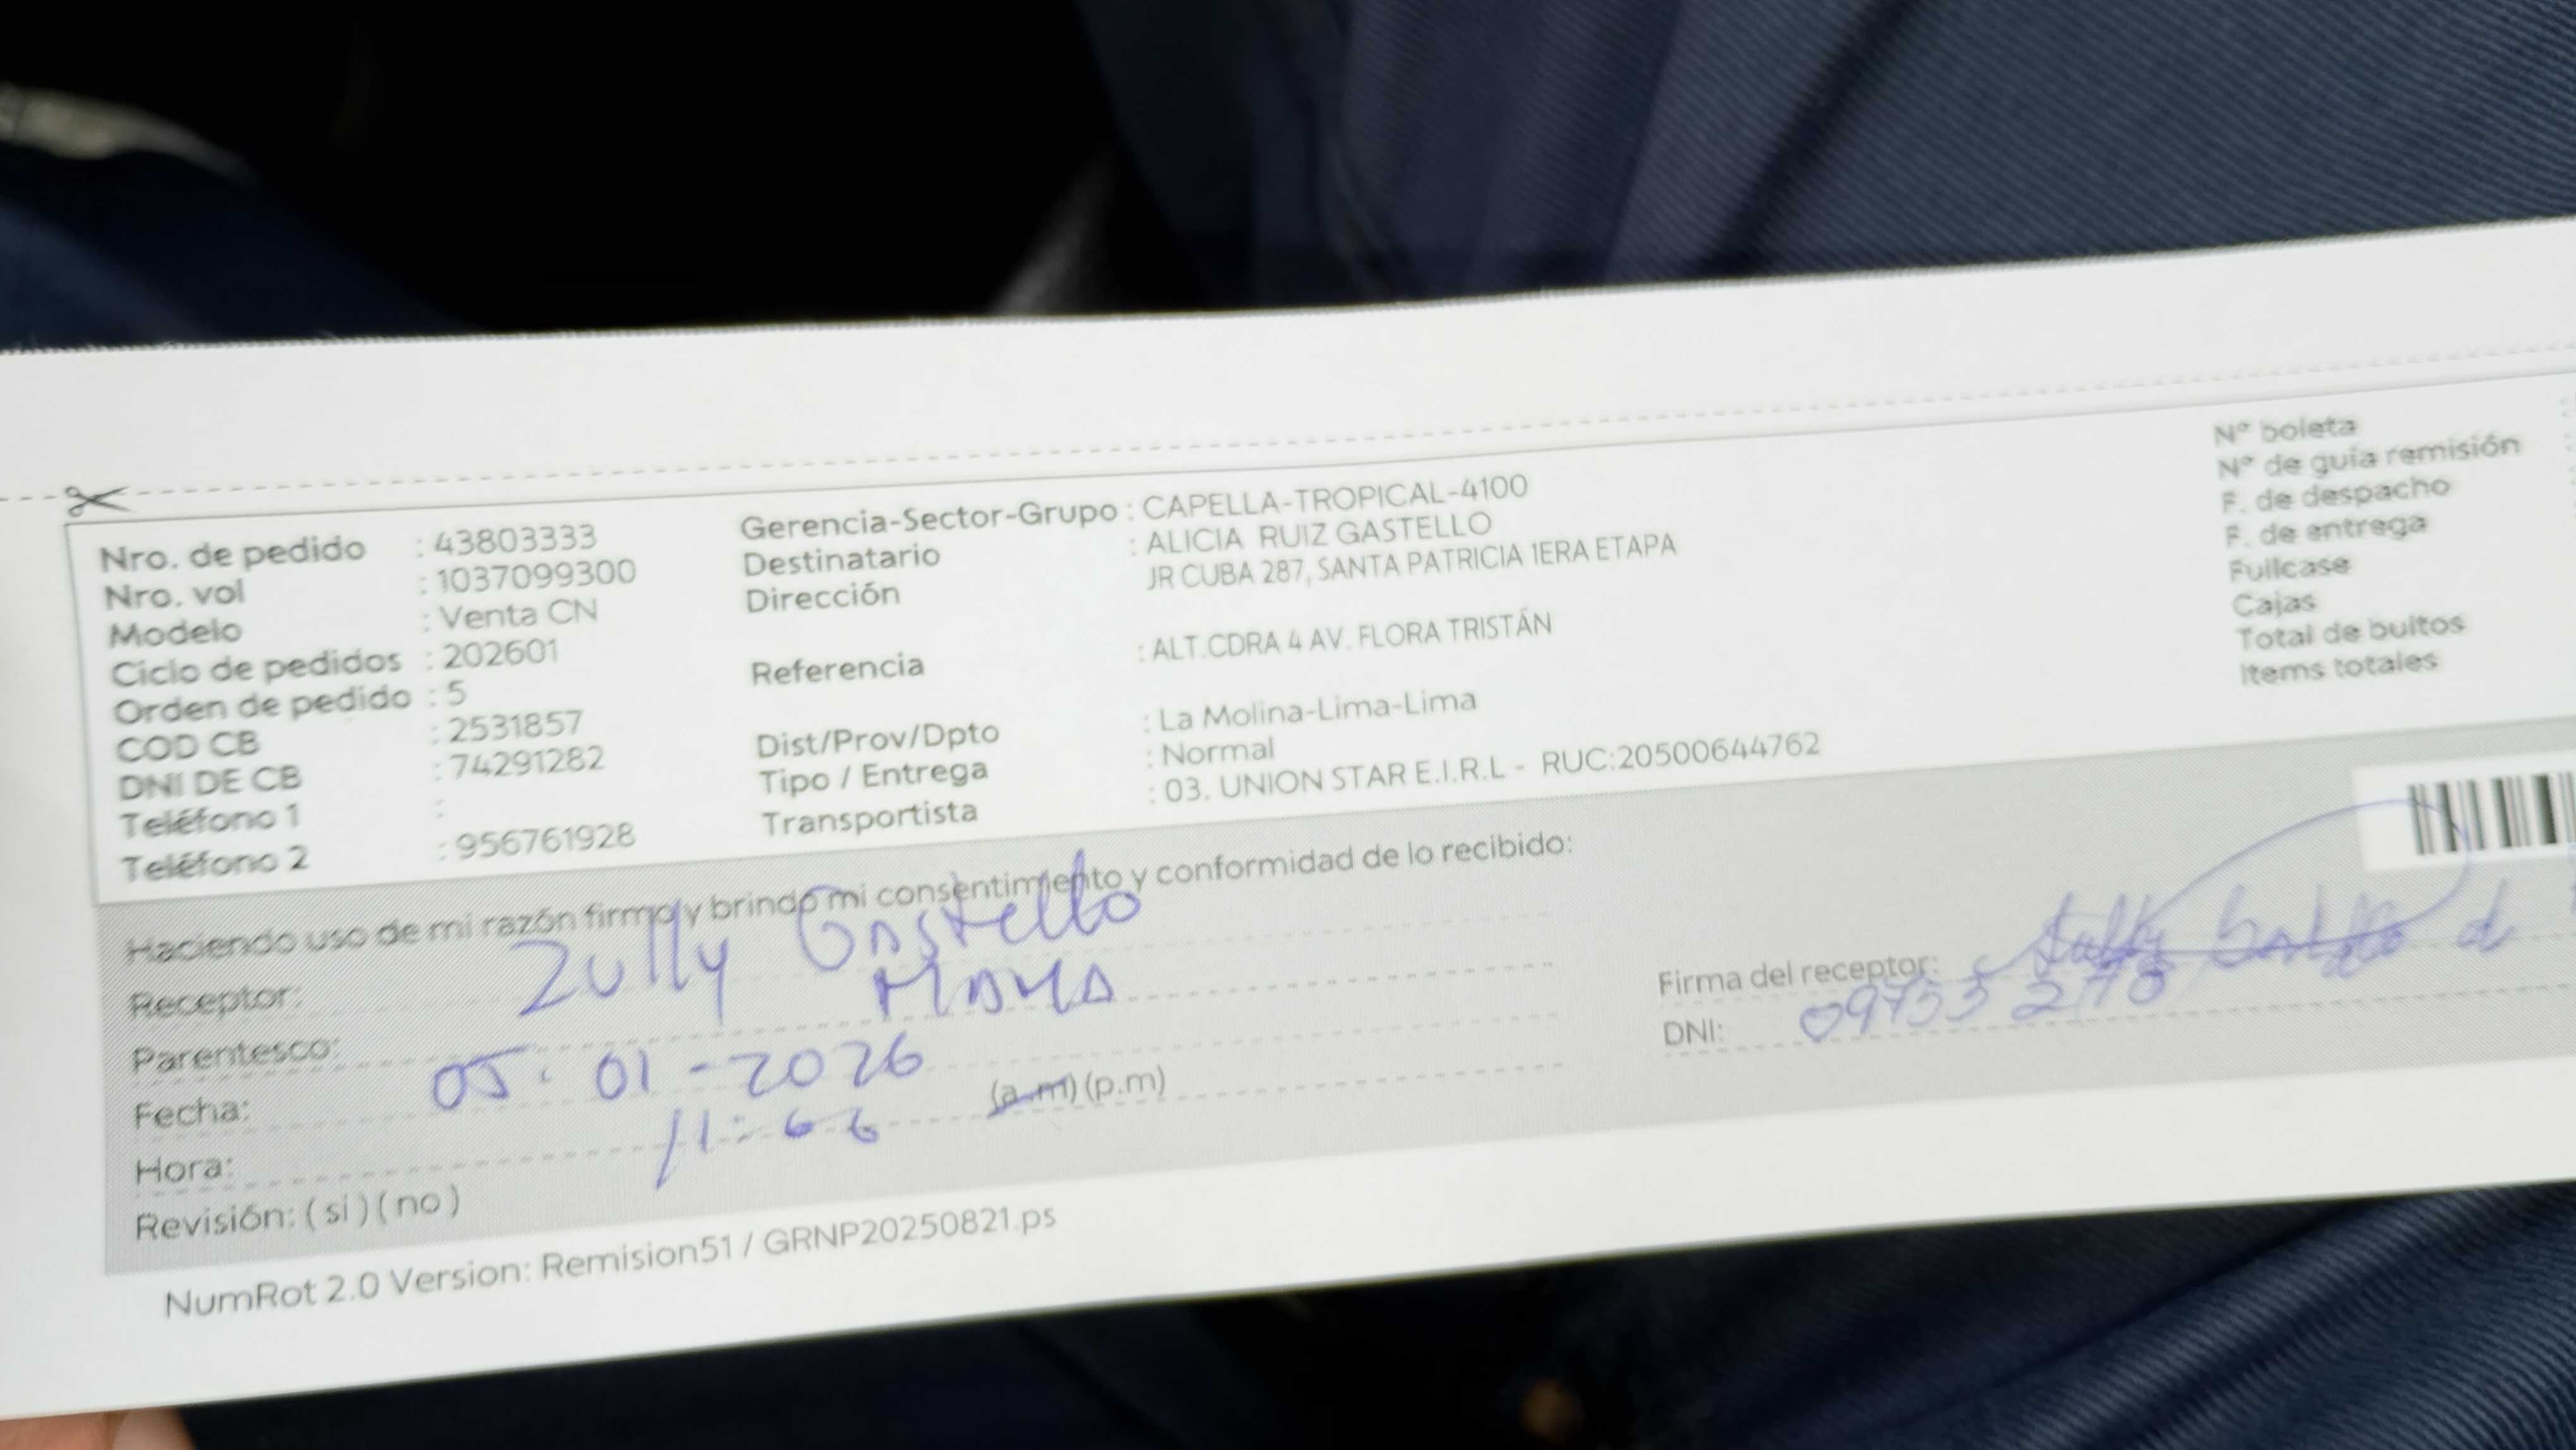 Nro. de pedido : 43803333
Nro. vol : 1037099300
Modelo : Venta CN
Ciclo de pedidos : 202601
Orden de pedido : 5
COD CB : 2531857
DNI DE CB : 74291282
Teléfono 1 :
Teléfono 2 : 956761928
Gerencia-Sector-Grupo : CAPELLA-TROPICAL-4100
Destinatario : ALICIA RUIZ GASTELLO
Dirección JR CUBA 287, SANTA PATRICIA 1ERA ETAPA
Referencia : ALT.CDRA 4 AV. FLORA TRISTÁN
Dist/Prov/Dpto : La Molina-Lima-Lima
Tipo / Entrega : Normal
Transportista : 03. UNION STAR E.I.R.L - RUC:20500644762
N° boleta
N° de guía remisión
F. de despacho
F. de entrega
Fullcase
Cajas
Total de bultos
Items totales
Haciendo uso de mi razón firmo y brindo mi consentimiento y conformidad de lo recibido:
Receptor: Zully Gastello
Parentesco: MAMA
Fecha: 05-01-2026
Hora: 11: (a.m) (p.m)
Revisión: ( si ) ( no )
Firma del receptor:
DNI:
NumRot 2.0 Version: Remision51 / GRNP20250821.ps